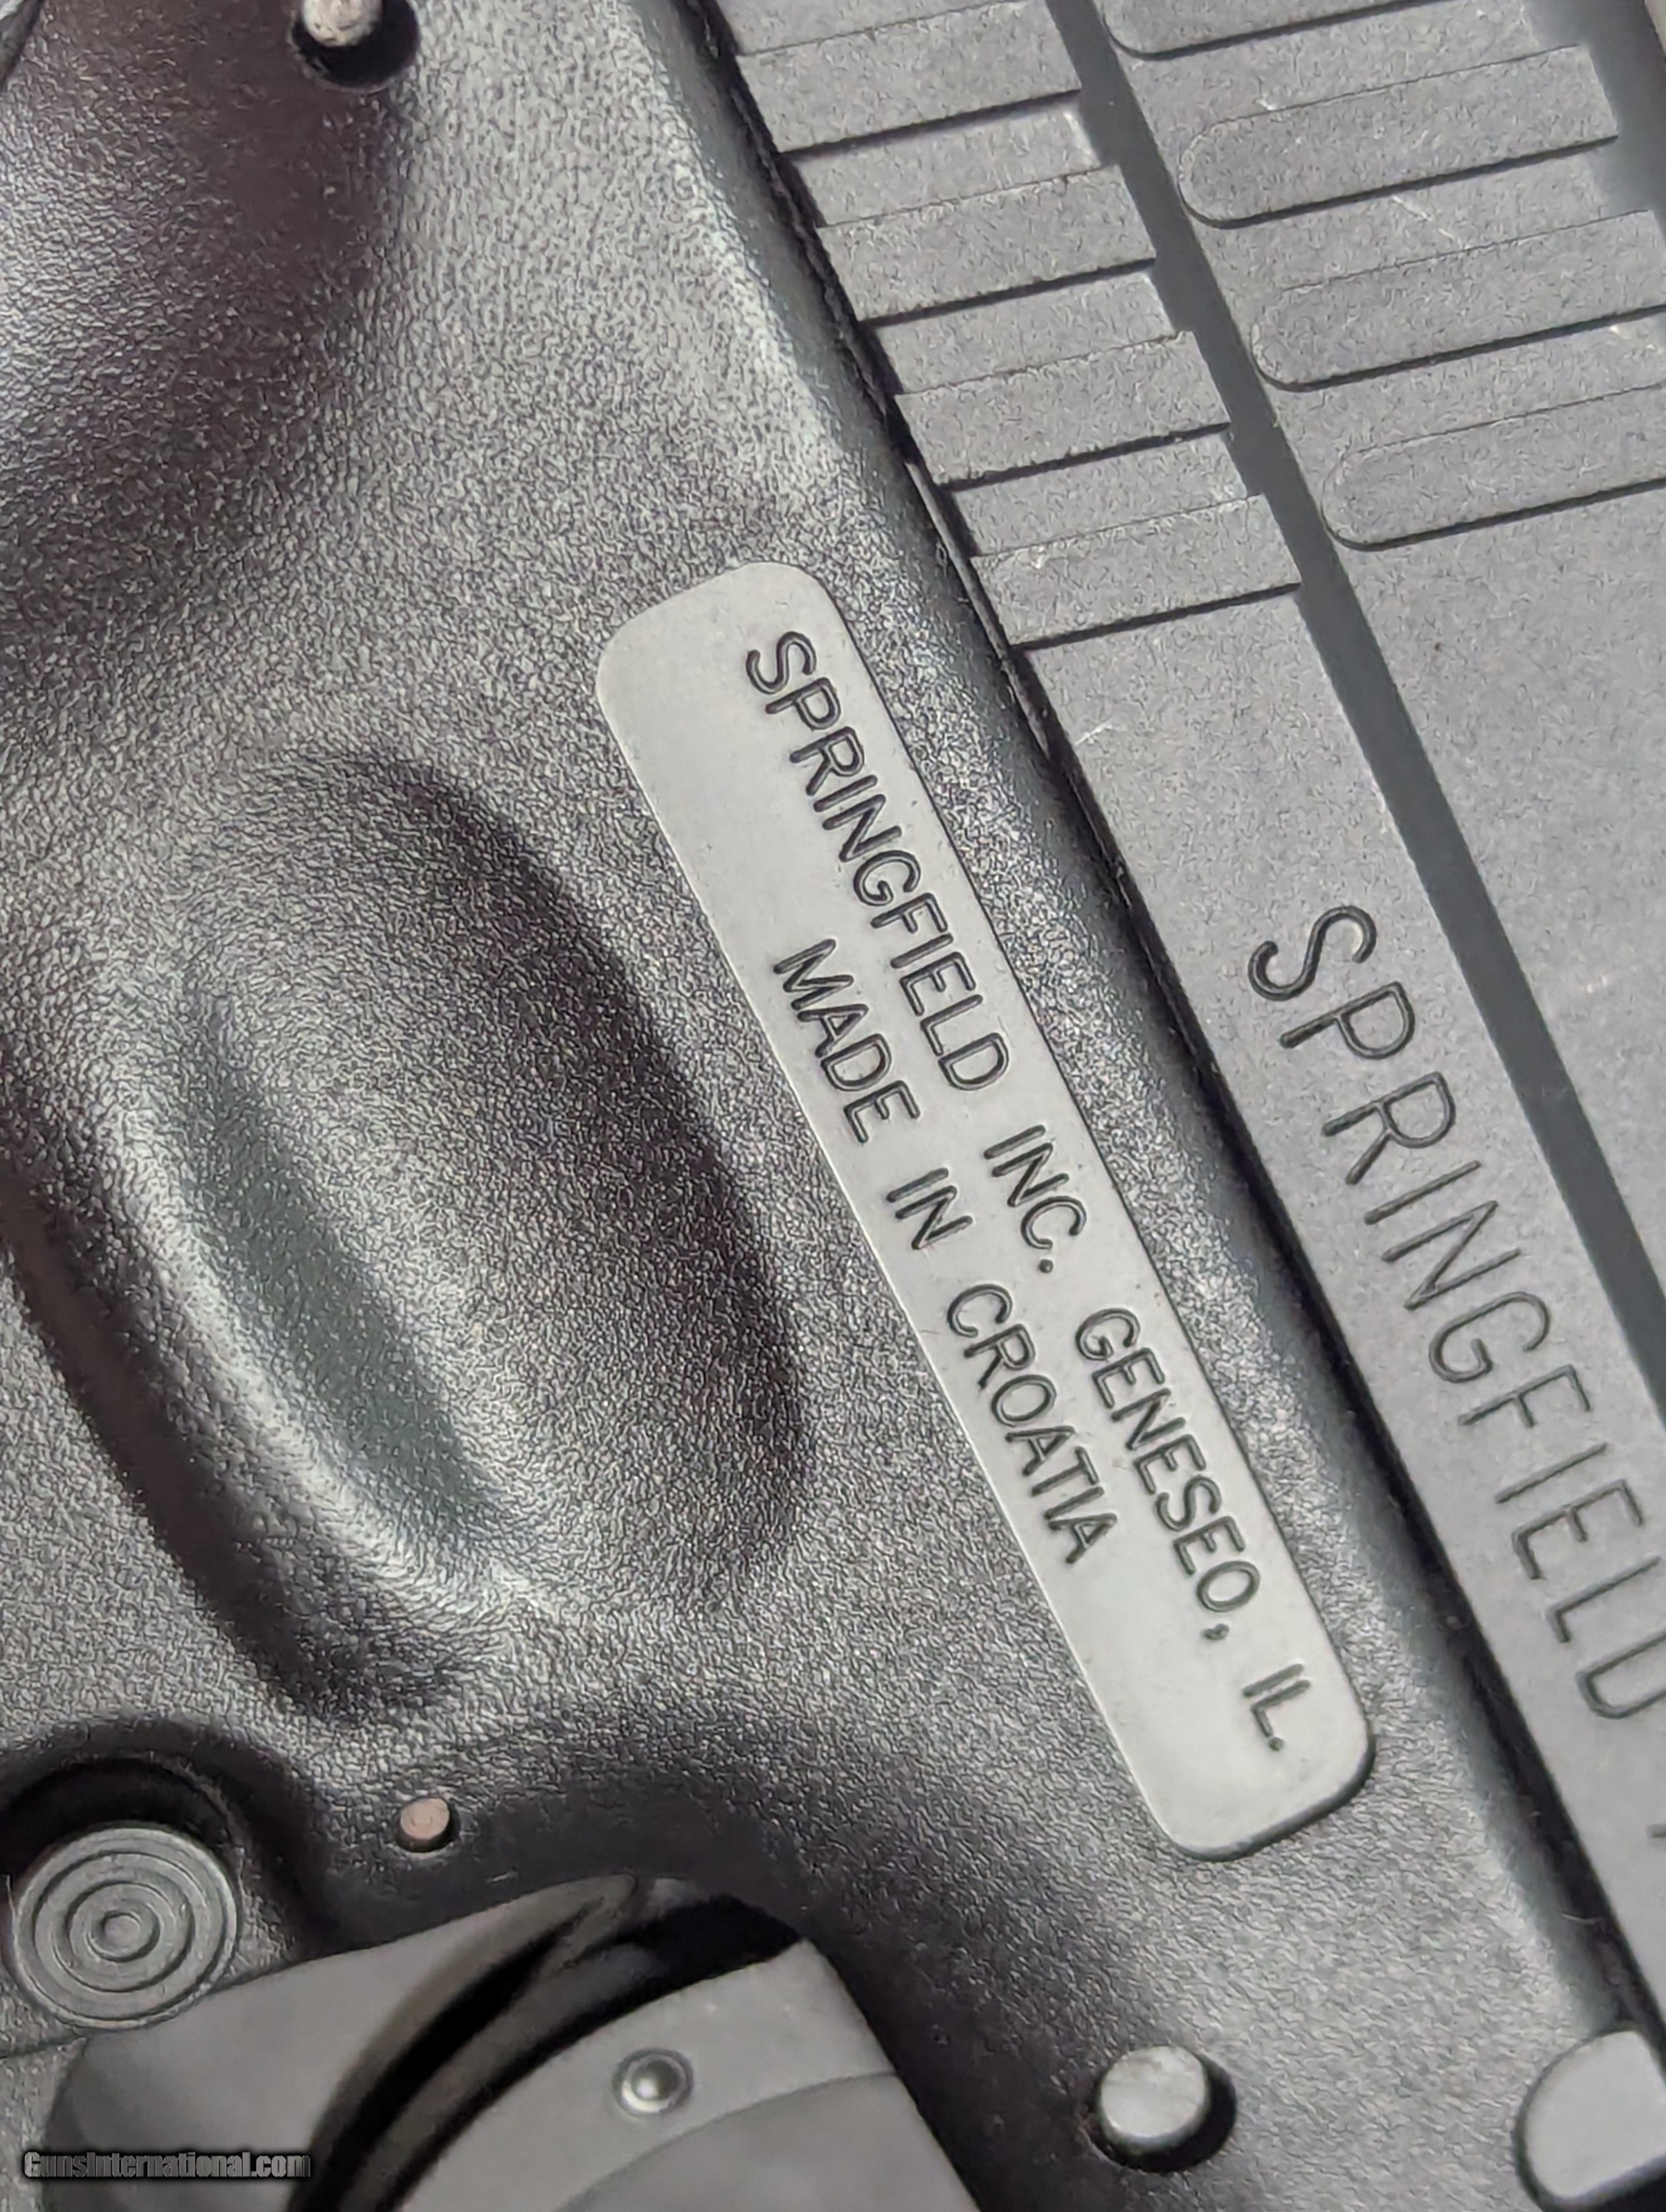 SPRINGFIELD INC. GENESEO, IL.
MADE IN CROATIA
SPRINGFIELD
GunsInternational.com